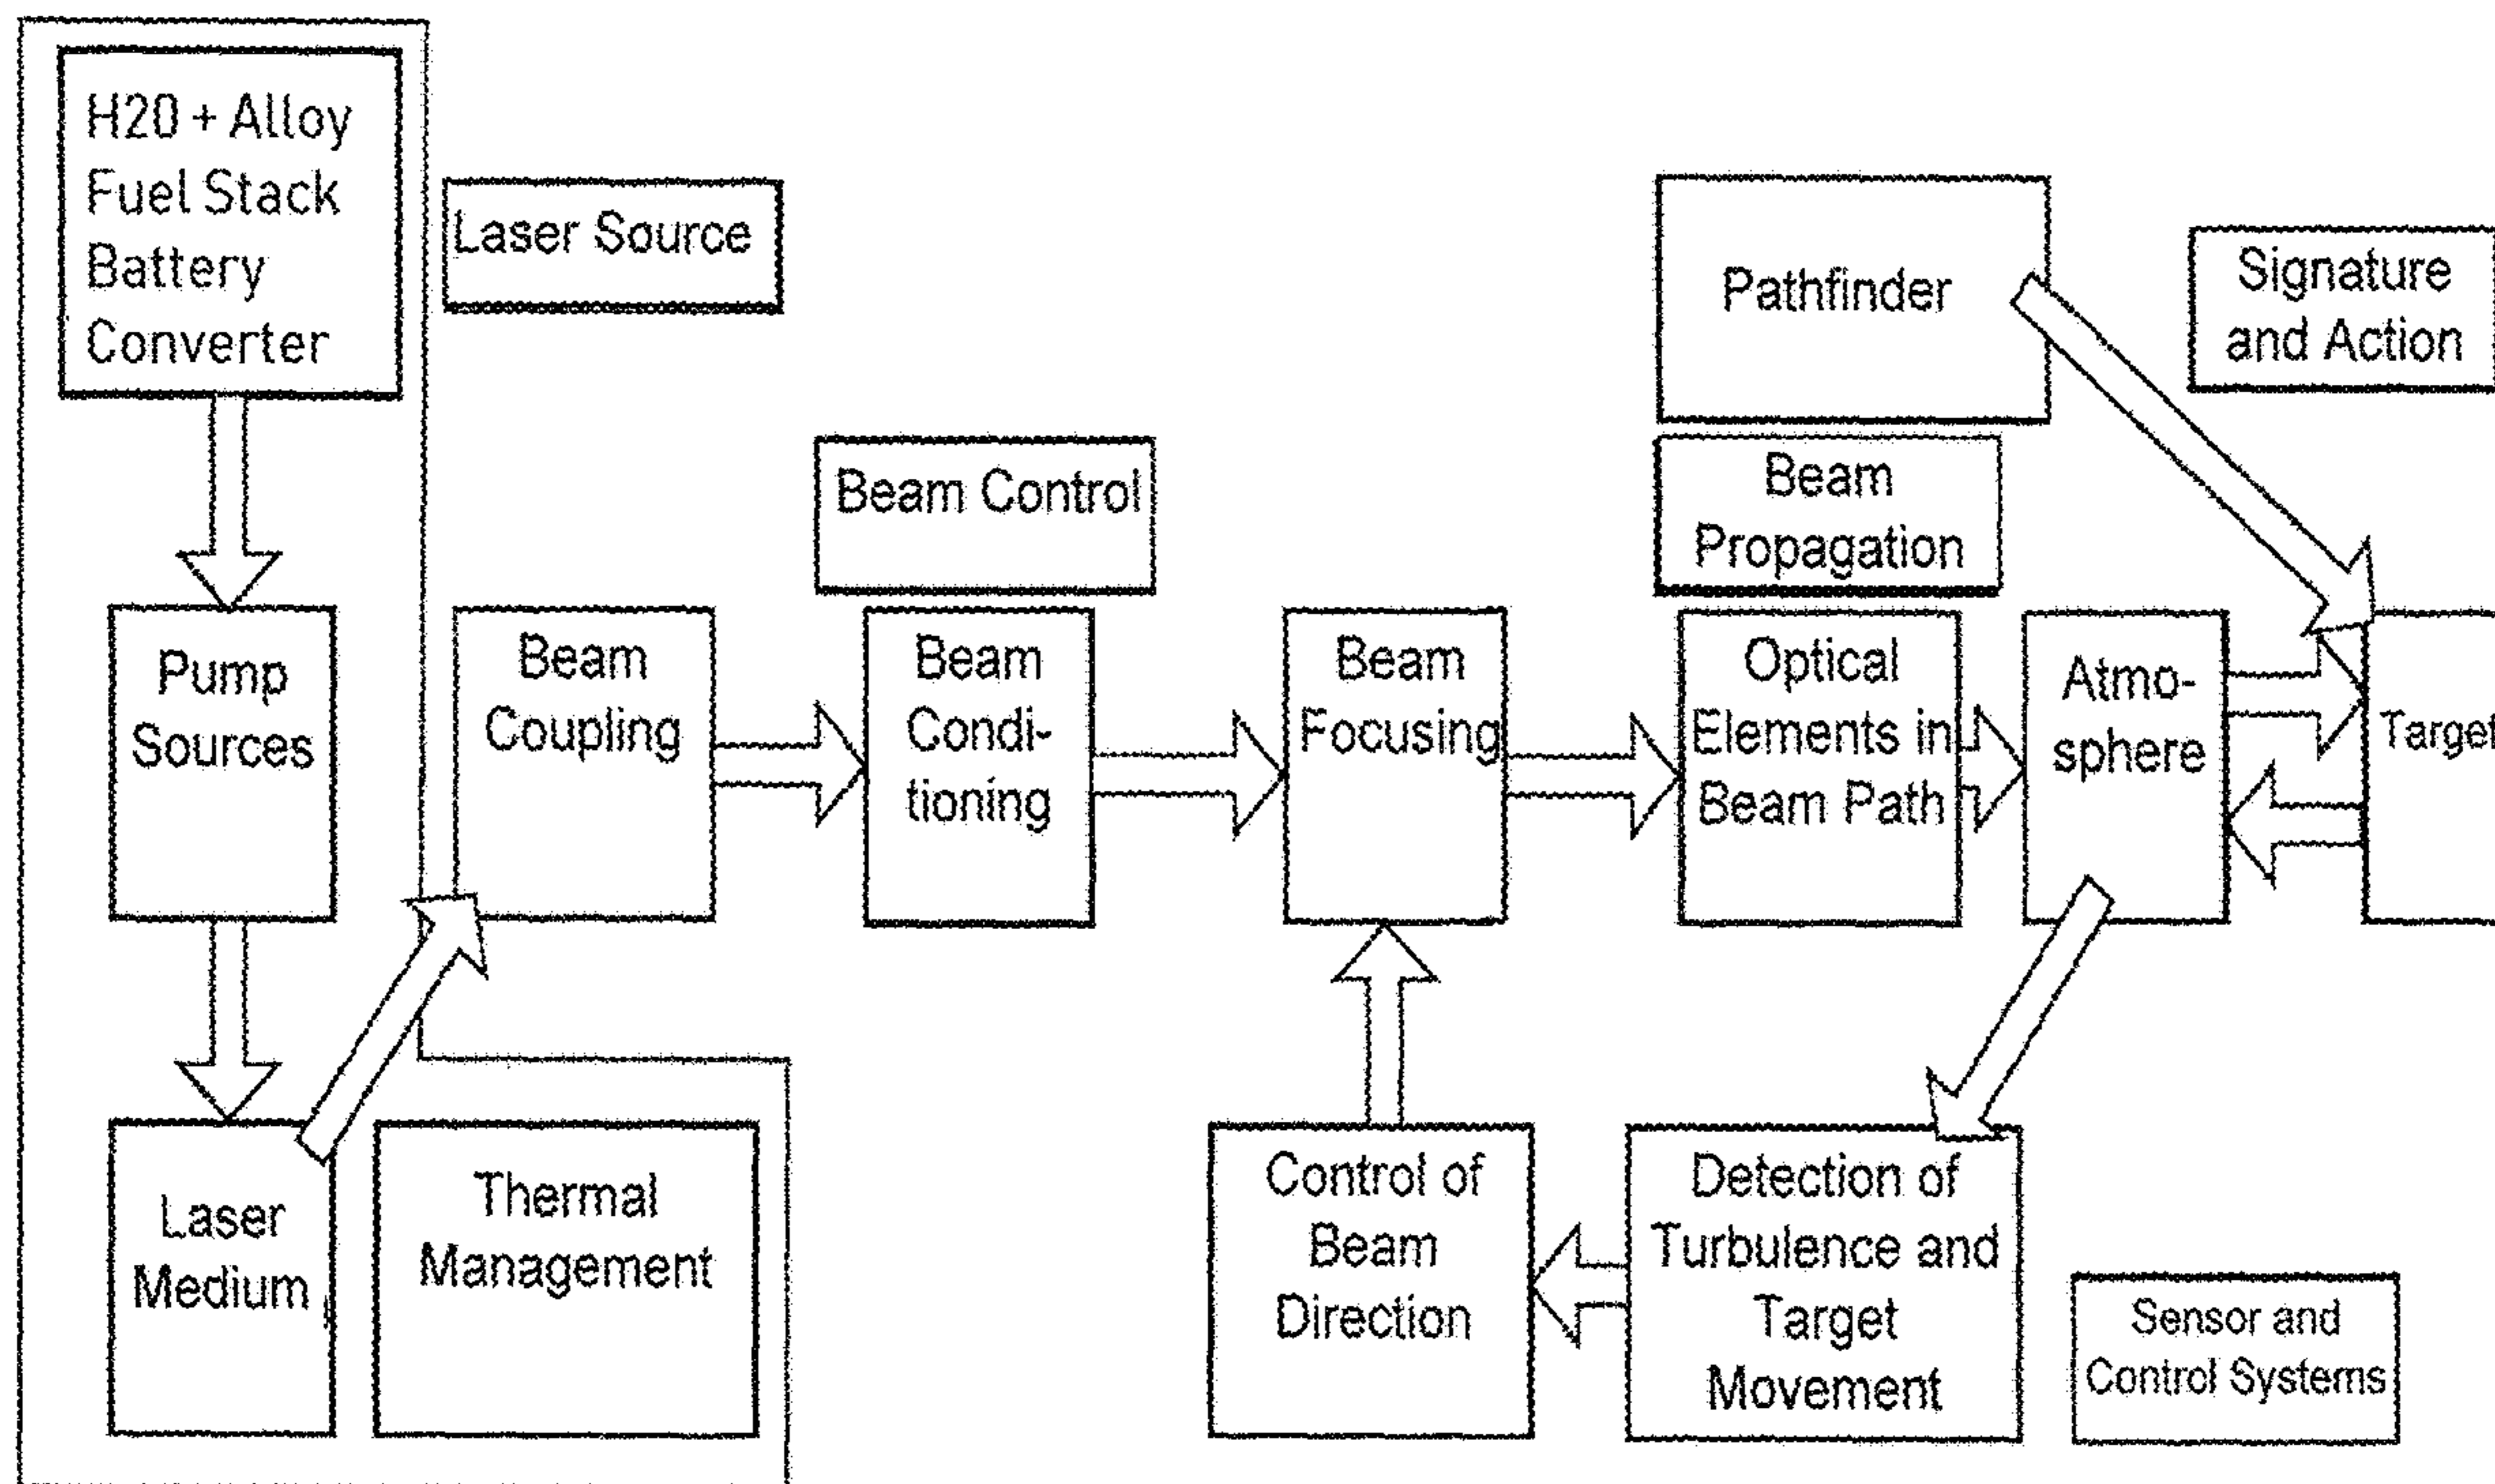 H20 + Alloy
Fuel Stack
Battery
Converter
Laser Source
Pathfinder
Signature
and Action
Beam Control
Beam
Propagation
Pump
Sources
Beam
Coupling
Beam
Condi-
tioning
Beam
Focusing
Optical
Elements in
Beam Path
Atmo-
sphere
Target
Laser
Medium
Thermal
Management
Control of
Beam
Direction
Detection of
Turbulence and
Target
Movement
Sensor and
Control Systems